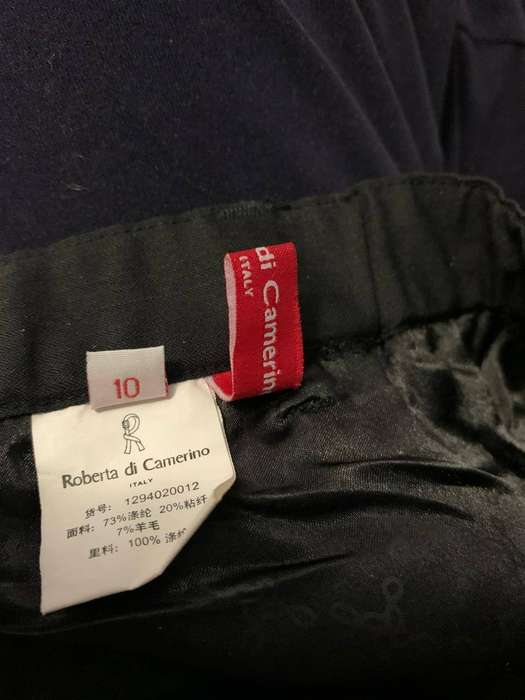 di Camerino
ITALY
10
R
Roberta di Camerino
ITALY
货号: 1294020012
面料: 73%涤纶 20%粘纤
7%羊毛
里料: 100% 涤纶